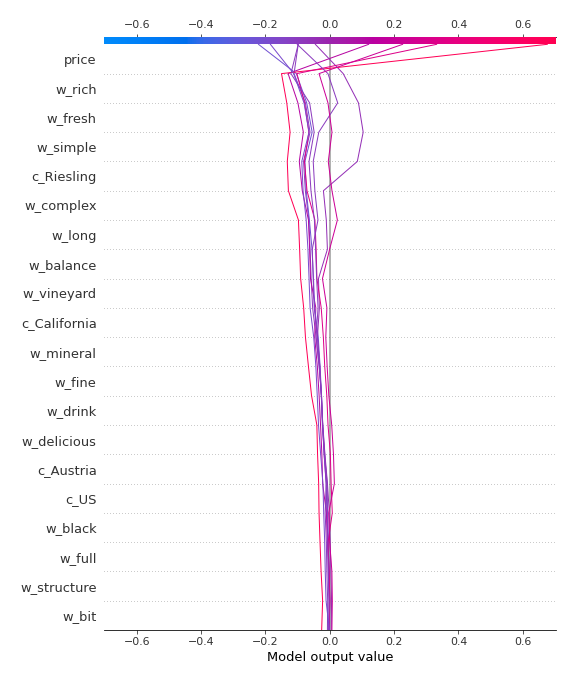 −0.6 −0.4 −0.2 0.0 0.2 0.4 0.6
price
w_rich
w_fresh
w_simple
c_Riesling
w_complex
w_long
w_balance
w_vineyard
c_California
w_mineral
w_fine
w_drink
w_delicious
c_Austria
c_US
w_black
w_full
w_structure
w_bit
−0.6 −0.4 −0.2 0.0 0.2 0.4 0.6
Model output value